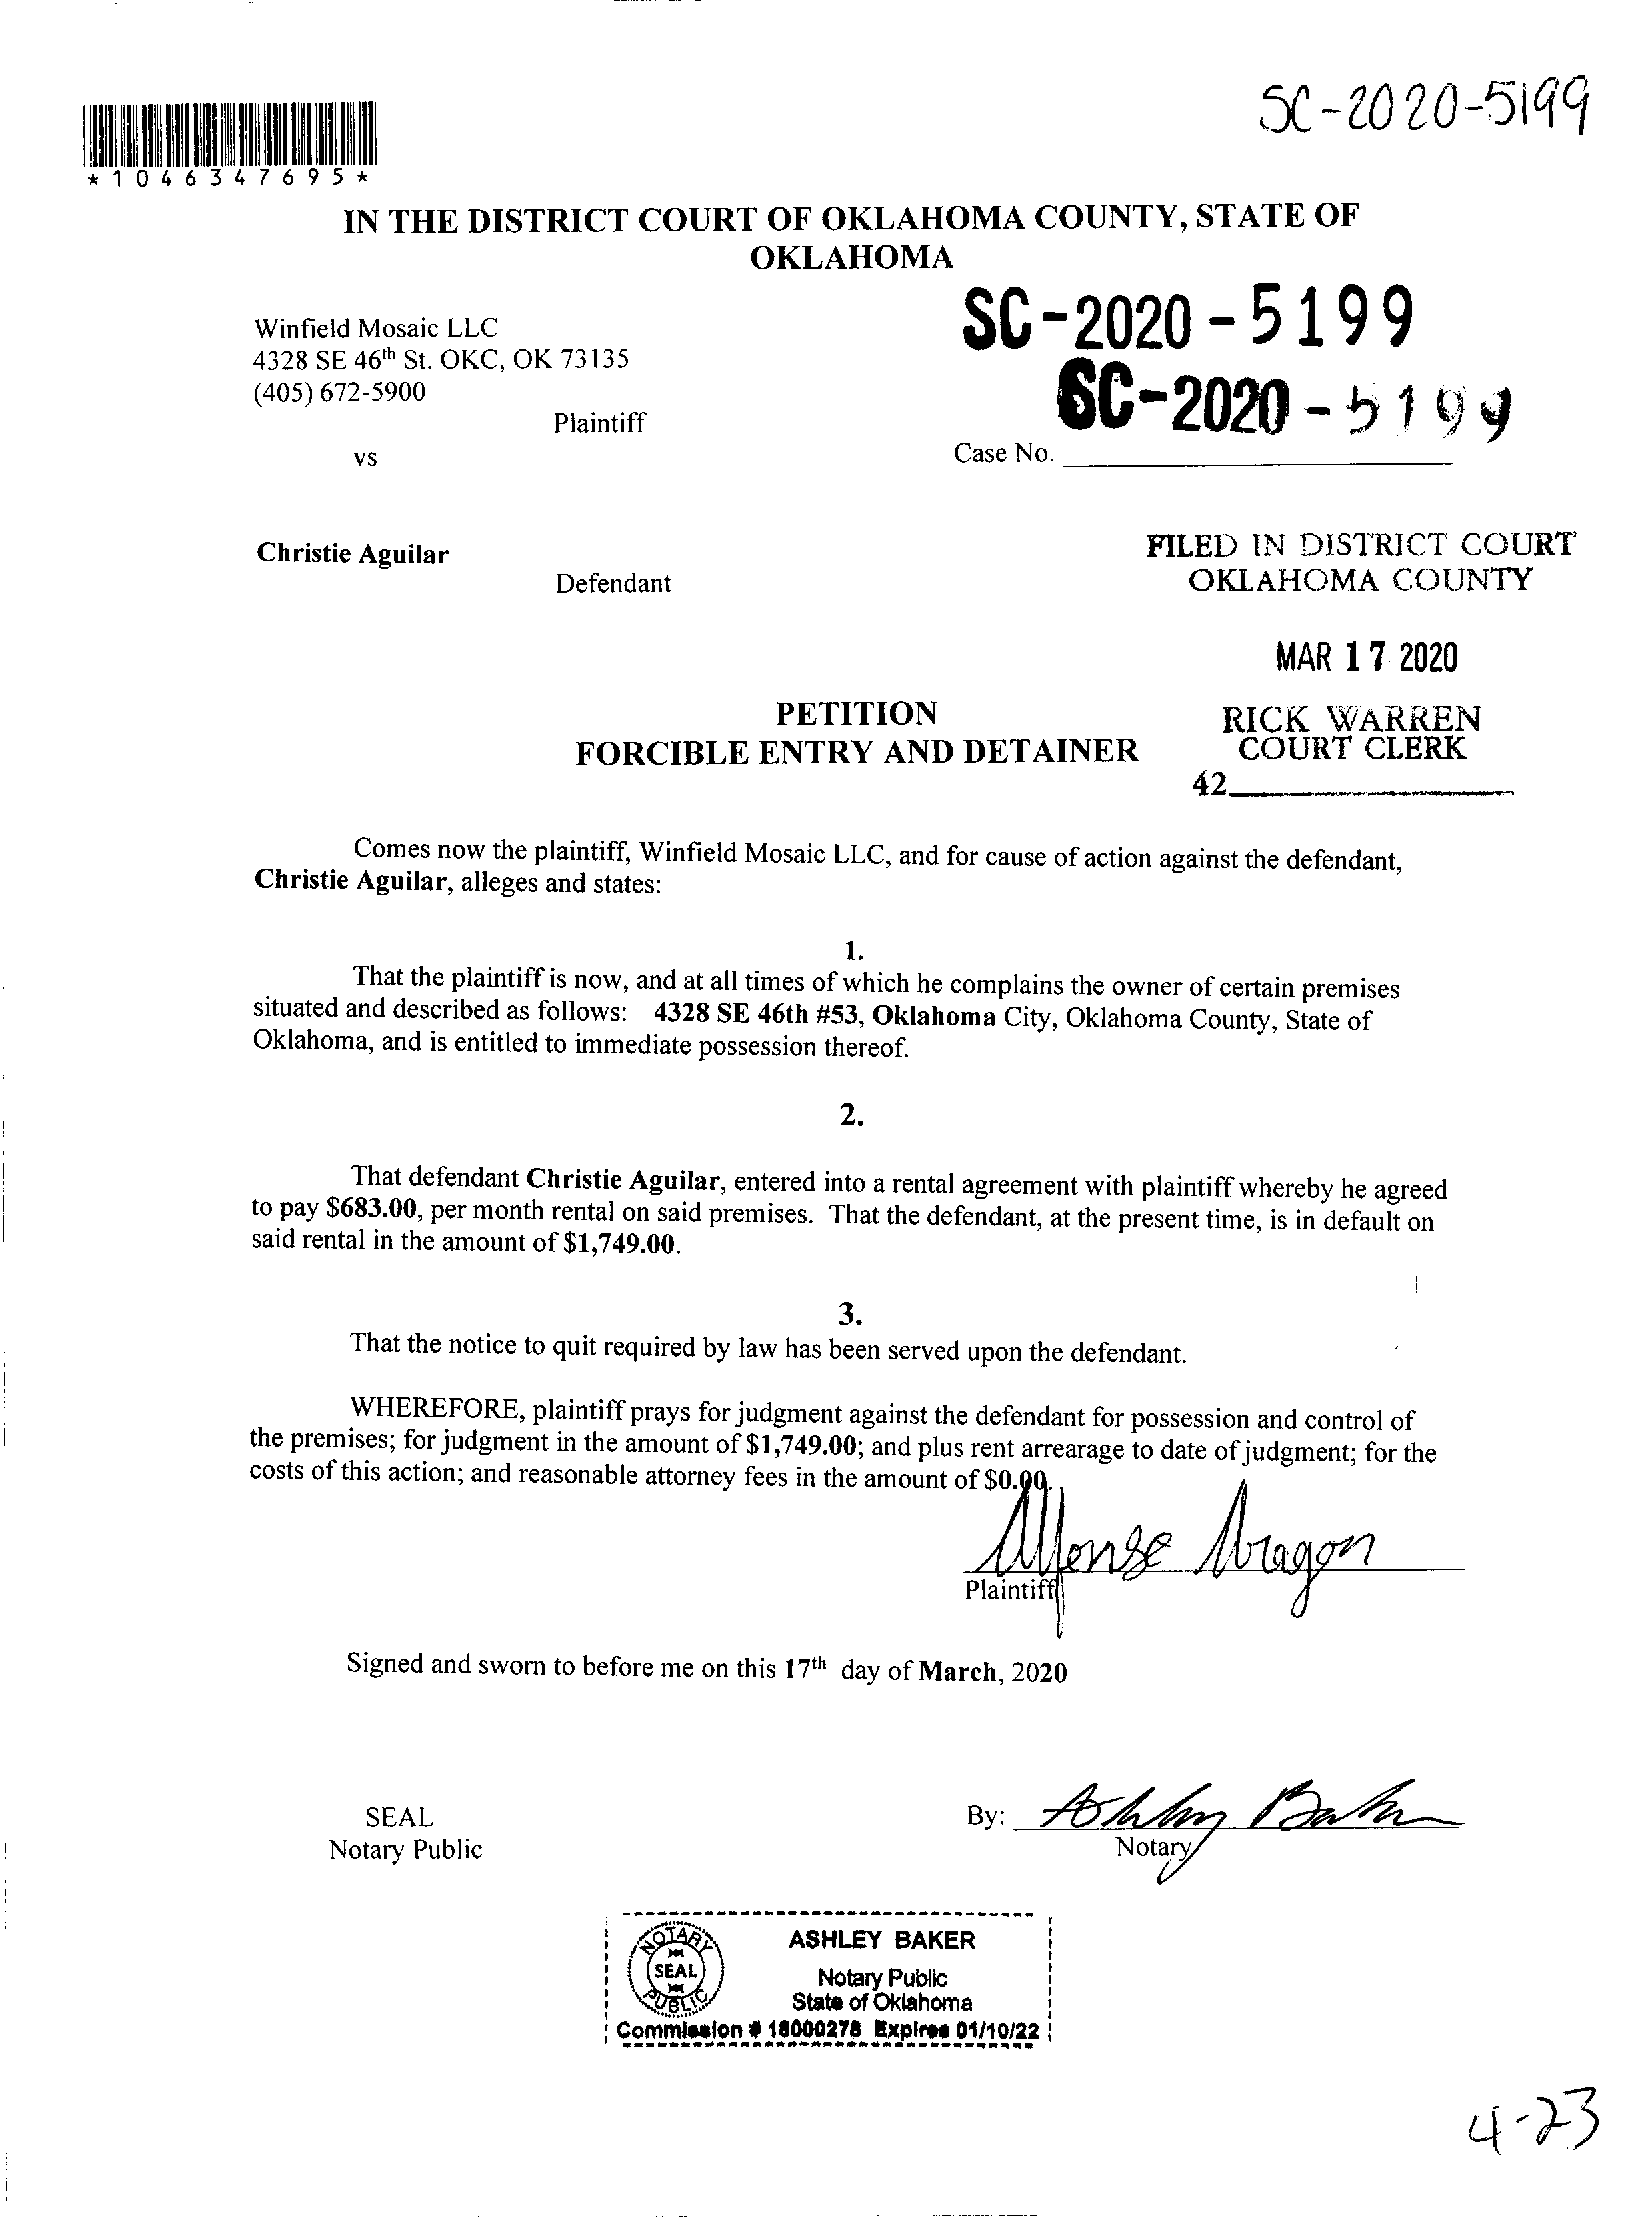 SC-2020-5199
*1046347695*
IN THE DISTRICT COURT OF OKLAHOMA COUNTY, STATE OF
OKLAHOMA
SC-2020-5199
Winfield Mosaic LLC
4328 SE 46th St. OKC, OK 73135
SC-2020-5199
(405) 672-5900
Plaintiff
vs
Case No.
FILED IN DISTRICT COURT
OKLAHOMA COUNTY
Christie Aguilar
Defendant
MAR 17 2020
RICK WARREN
COURT CLERK
42
PETITION
FORCIBLE ENTRY AND DETAINER
Comes now the plaintiff, Winfield Mosaic LLC, and for cause of action against the defendant,
Christie Aguilar, alleges and states:
1.
That the plaintiff is now, and at all times of which he complains the owner of certain premises
situated and described as follows: 4328 SE 46th #53, Oklahoma City, Oklahoma County, State of
Oklahoma, and is entitled to immediate possession thereof.
2.
That defendant Christie Aguilar, entered into a rental agreement with plaintiff whereby he agreed
to pay $683.00, per month rental on said premises. That the defendant, at the present time, is in default on
said rental in the amount of $1,749.00.
3.
That the notice to quit required by law has been served upon the defendant.
WHEREFORE, plaintiff prays for judgment against the defendant for possession and control of
the premises; for judgment in the amount of $1,749.00; and plus rent arrearage to date of judgment; for the
costs of this action; and reasonable attorney fees in the amount of $0.00.
Alfonse Aragon
Plaintiff
Signed and sworn to before me on this 17th day of March, 2020
SEAL
Notary Public
By: Ashley Baker
Notary
NOTARY
SEAL
PUBLIC
ASHLEY BAKER
Notary Public
State of Oklahoma
Commission # 18000278 Expires 01/10/22
4-23